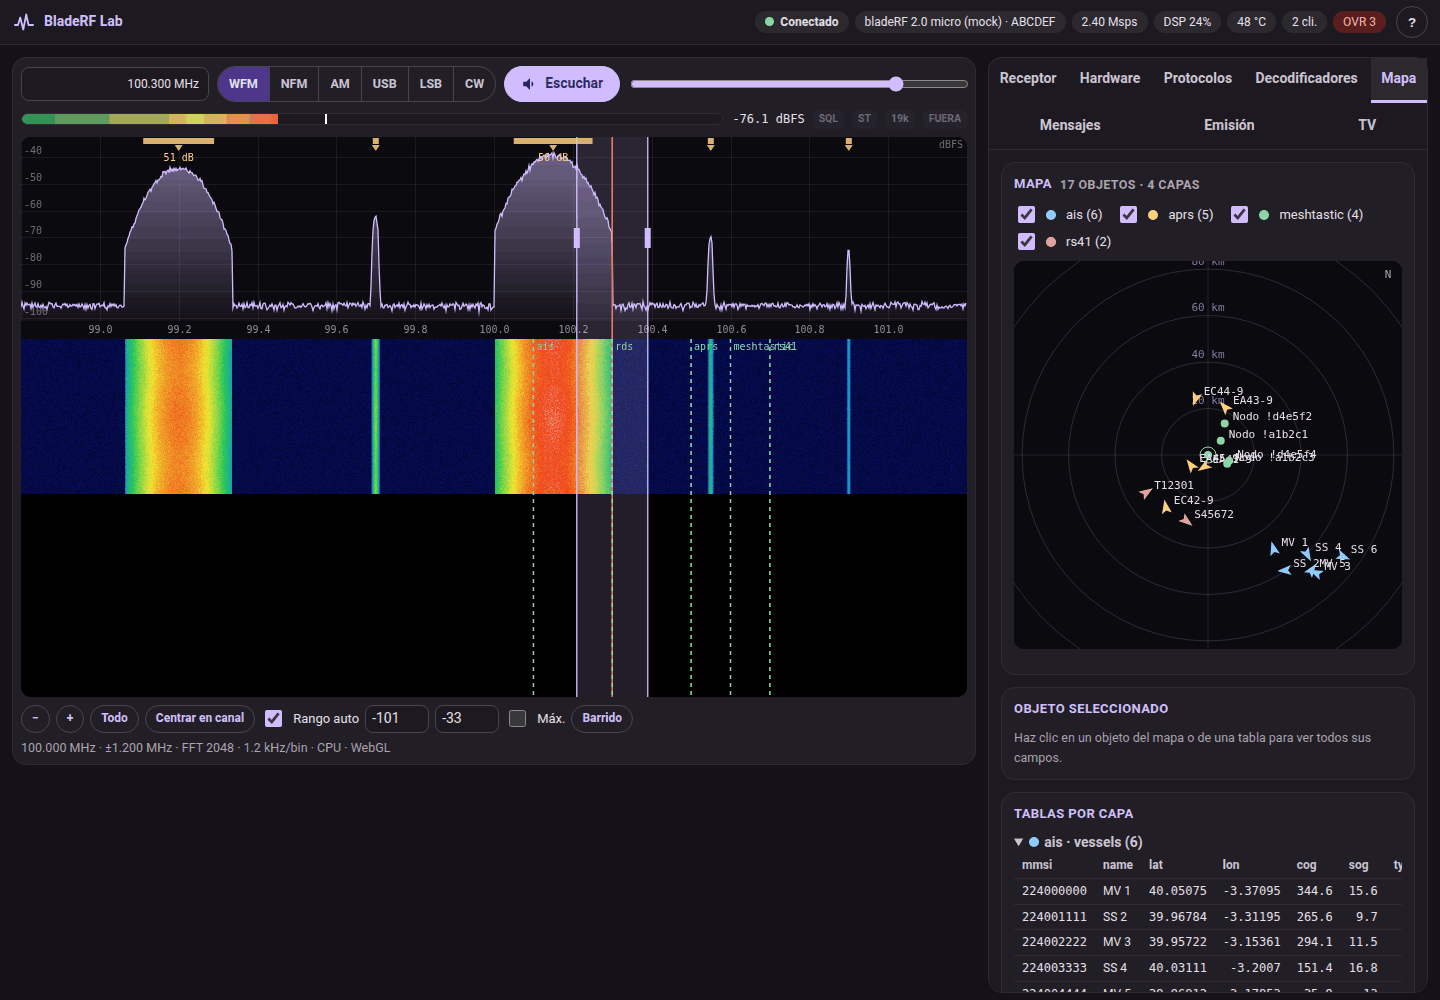 BladeRF Lab
Conectado
bladeRF 2.0 micro (mock) · ABCDEF
2.40 Msps
DSP 24%
48 °C
2 cli.
OVR 3
?
100.300 MHz
WFM NFM AM USB LSB CW
Escuchar
-76.1 dBFS SQL ST 19k FUERA
dBFS
51 dB
-40
-50
-60
-70
-80
-90
-100
99.0 99.2 99.4 99.6 99.8 100.0 100.2 100.4 100.6 100.8 101.0
ais rds aprs
− + Todo Centrar en canal Rango auto -101 -33 Máx. Barrido
100.000 MHz · ±1.200 MHz · FFT 2048 · 1.2 kHz/bin · CPU · WebGL
Receptor Hardware Protocolos Decodificadores Mapa
Mensajes Emisión TV
MAPA 17 OBJETOS · 4 CAPAS
ais (6) aprs (5) meshtastic (4)
rs41 (2)
80 km
N
60 km
40 km
EC44-9
EA43-9
Nodo !d4e5f2
Nodo !a1b2c1
T12301
EC42-9
S45672
MV 1
SS 4
SS 6
SS 2
MV 3
OBJETO SELECCIONADO
Haz clic en un objeto del mapa o de una tabla para ver todos sus
campos.
TABLAS POR CAPA
ais · vessels (6)
mmsi name lat lon cog sog
224000000 MV 1 40.05075 -3.37095 344.6 15.6
224001111 SS 2 39.96784 -3.31195 265.6 9.7
224002222 MV 3 39.95722 -3.15361 294.1 11.5
224003333 SS 4 40.03111 -3.2007 151.4 16.8